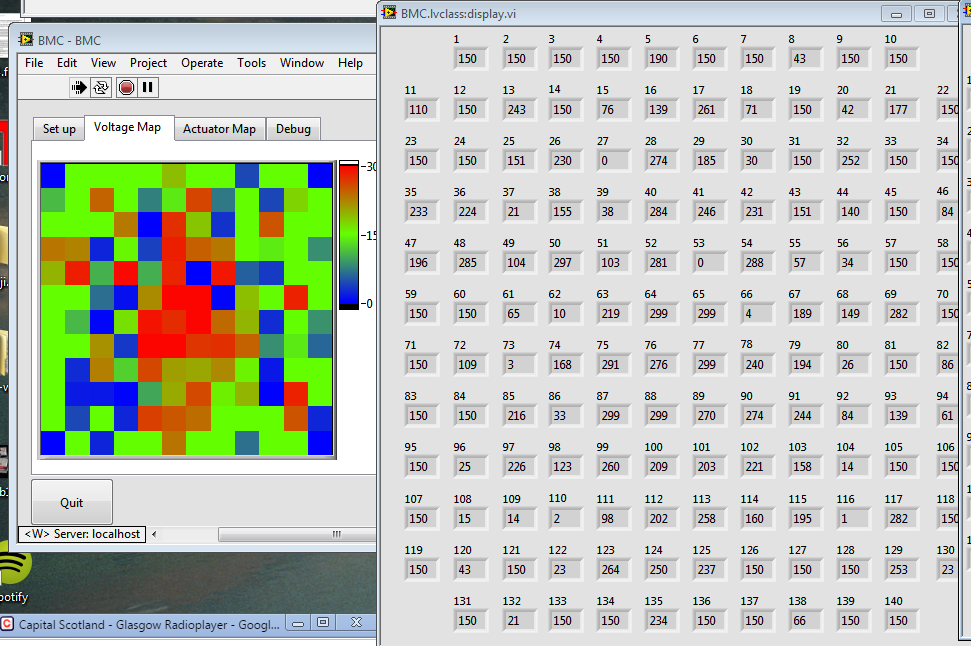 BMC - BMC
File Edit View Project Operate Tools Window Help
Set up Voltage Map Actuator Map Debug
30
15
0
Quit
<W> Server: localhost
potify
Capital Scotland - Glasgow Radioplayer - Googl...
BMC.lvclass:display.vi
1 2 3 4 5 6 7 8 9 10
150 150 150 150 190 150 150 43 150 150
11 12 13 14 15 16 17 18 19 20 21 22
110 150 243 150 76 139 261 71 150 42 177 150
23 24 25 26 27 28 29 30 31 32 33 34
150 150 151 230 0 274 185 30 150 252 150 150
35 36 37 38 39 40 41 42 43 44 45 46
233 224 21 155 38 284 246 231 151 140 150 84
47 48 49 50 51 52 53 54 55 56 57 58
196 285 104 297 103 281 0 288 57 34 150 150
59 60 61 62 63 64 65 66 67 68 69 70
150 150 65 10 219 299 299 4 189 149 282 150
71 72 73 74 75 76 77 78 79 80 81 82
150 109 3 168 291 276 299 240 194 26 150 86
83 84 85 86 87 88 89 90 91 92 93 94
150 150 216 33 299 299 270 274 244 84 139 61
95 96 97 98 99 100 101 102 103 104 105 106
150 25 226 123 260 209 203 221 158 14 150 150
107 108 109 110 111 112 113 114 115 116 117 118
150 15 14 2 98 202 258 160 195 1 282 150
119 120 121 122 123 124 125 126 127 128 129 130
150 43 150 23 264 250 237 150 150 150 253 23
131 132 133 134 135 136 137 138 139 140
150 21 150 150 234 150 150 66 150 150